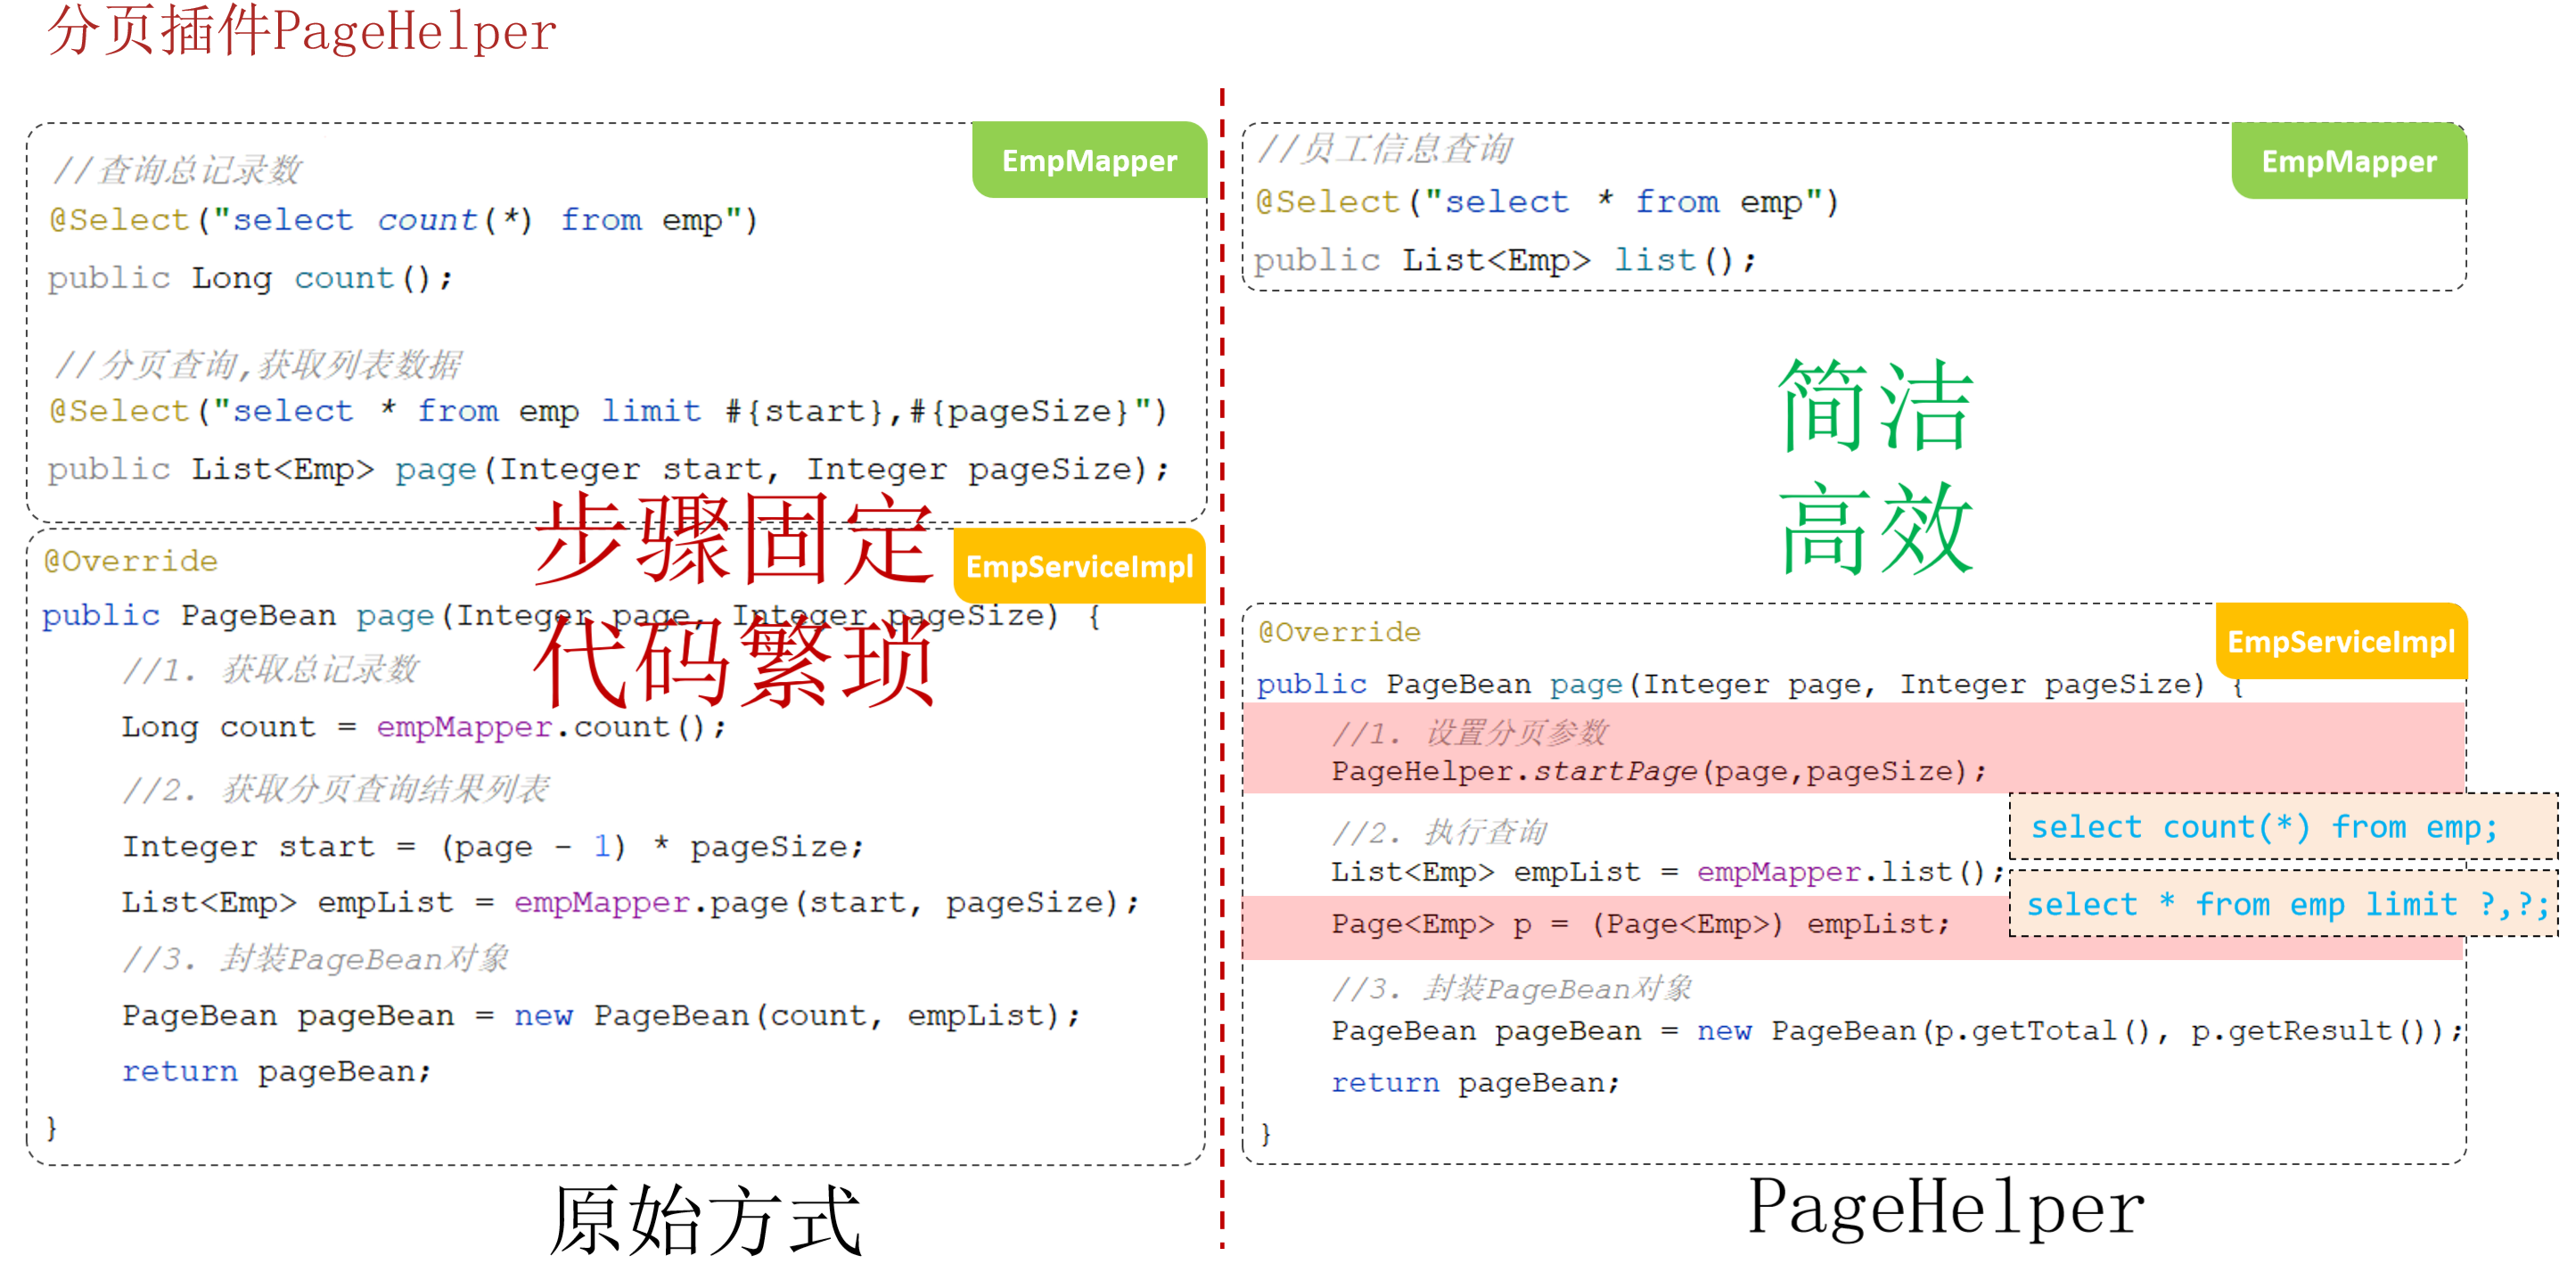 分页插件PageHelper
EmpMapper
//查询总记录数
@Select("select count(*) from emp")
public Long count();
//分页查询,获取列表数据
@Select("select * from emp limit #{start},#{pageSize}")
public List<Emp> page(Integer start, Integer pageSize);
步骤固定
代码繁琐
EmpServiceImpl
@Override
public PageBean page(Integer page, Integer pageSize) {
//1. 获取总记录数
Long count = empMapper.count();
//2. 获取分页查询结果列表
Integer start = (page - 1) * pageSize;
List<Emp> empList = empMapper.page(start, pageSize);
//3. 封装PageBean对象
PageBean pageBean = new PageBean(count, empList);
return pageBean;
}
原始方式
EmpMapper
//员工信息查询
@Select("select * from emp")
public List<Emp> list();
简洁
高效
EmpServiceImpl
@Override
public PageBean page(Integer page, Integer pageSize) {
//1. 设置分页参数
PageHelper.startPage(page,pageSize);
//2. 执行查询
List<Emp> empList = empMapper.list();
select count(*) from emp;
select * from emp limit ?,?;
Page<Emp> p = (Page<Emp>) empList;
//3. 封装PageBean对象
PageBean pageBean = new PageBean(p.getTotal(), p.getResult());
return pageBean;
}
PageHelper